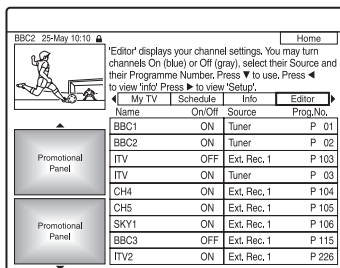 BBC2 25-May 10:10
Home
'Editor' displays your channel settings. You may turn
channels On (blue) or Off (gray), select their Source and
their Programme Number. Press ▼ to use. Press ◀
to view 'info' Press ▶ to view 'Setup'.
◀ My TV Schedule Info Editor ▶
Name On/Off Source Prog.No.
BBC1 ON Tuner P 01
BBC2 ON Tuner P 02
ITV OFF Ext. Rec. 1 P 103
ITV ON Tuner P 03
CH4 ON Ext. Rec. 1 P 104
CH5 ON Ext. Rec. 1 P 105
SKY1 ON Ext. Rec. 1 P 106
BBC3 OFF Ext. Rec. 1 P 115
ITV2 ON Ext. Rec. 1 P 226
Promotional
Panel
Promotional
Panel